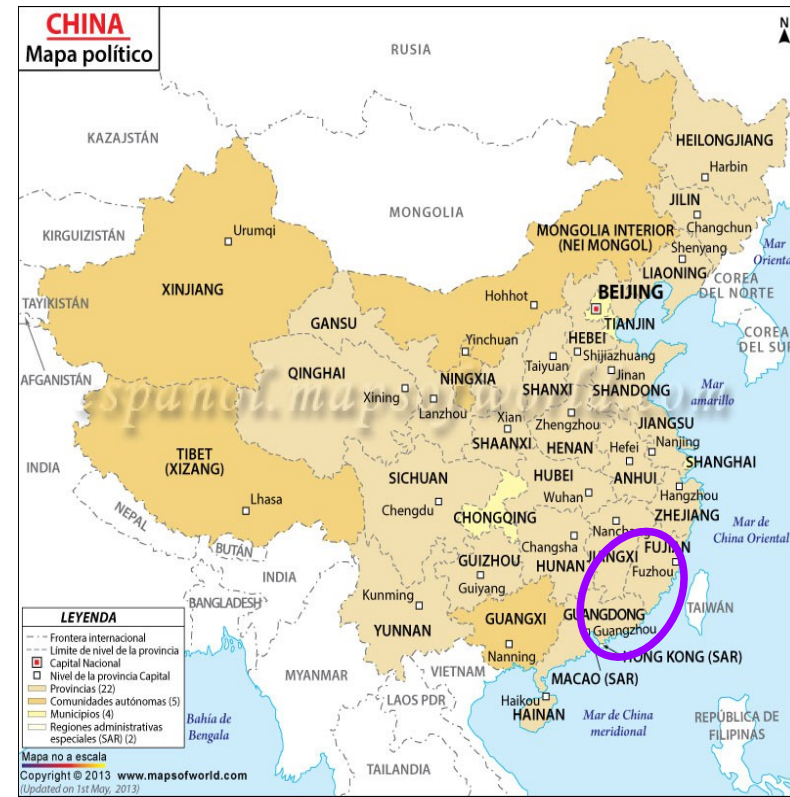 CHINA
Mapa político
N
RUSIA
KAZAJSTÁN
HEILONGJIANG
Harbin
MONGOLIA
JILIN
Changchun
KIRGUIZISTÁN
Urumqi
MONGOLIA INTERIOR
(NEI MONGOL)
Shenyang
Mar
Orienta
LIAONING
COREA
DEL NORTE
XINJIANG
Hohhot
BEIJING
TAYIKISTÁN
GANSU
TIANJIN
COREA
DEL SUR
HEBEI
Yinchuan
Shijiazhuang
Taiyuan
Jinan
AFGANISTÁN
QINGHAI
NINGXIA
SHANXI
SHANDONG
Mar
amarillo
Xining
Lanzhou
espanol.mapsofworld.com
Xian
Zhengzhou
JIANGSU
SHAANXI
HENAN
Hefei
Nanjing
TIBET
(XIZANG)
SHANGHAI
INDIA
SICHUAN
HUBEI
ANHUI
Lhasa
Chengdu
Wuhan
Hangzhou
CHONGQING
ZHEJIANG
NEPAL
Nanchang
Mar de
China Oriental
BUTÁN
Changsha
JIANGXI
FUJIAN
GUIZHOU
HUNAN
Fuzhou
INDIA
Guiyang
BANGLADESH
Kunming
GUANGXI
GUANGDONG
TAIWÁN
YUNNAN
Guangzhou
Nanning
HONG KONG (SAR)
MYANMAR
VIETNAM
MACAO (SAR)
LAOS PDR
Haikou
HAINAN
Mar de China
meridional
REPÚBLICA DE
FILIPINAS
Bahía de
Bengala
TAILANDIA
LEYENDA
Frontera internacional
Límite de nivel de la provincia
Capital Nacional
Nivel de la provincia Capital
Provincias (22)
Comunidades autónomas (5)
Municipios (4)
Regiones administrativas
especiales (SAR) (2)
Mapa no a escala
Copyright © 2013 www.mapsofworld.com
(Updated on 1st May, 2013)